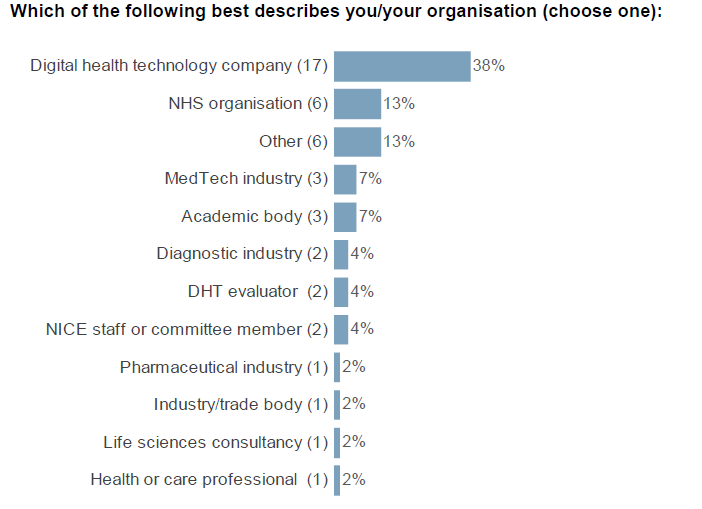 Which of the following best describes you/your organisation (choose one):
Digital health technology company (17) 38%
NHS organisation (6) 13%
Other (6) 13%
MedTech industry (3) 7%
Academic body (3) 7%
Diagnostic industry (2) 4%
DHT evaluator  (2) 4%
NICE staff or committee member (2) 4%
Pharmaceutical industry (1) 2%
Industry/trade body (1) 2%
Life sciences consultancy (1) 2%
Health or care professional  (1) 2%